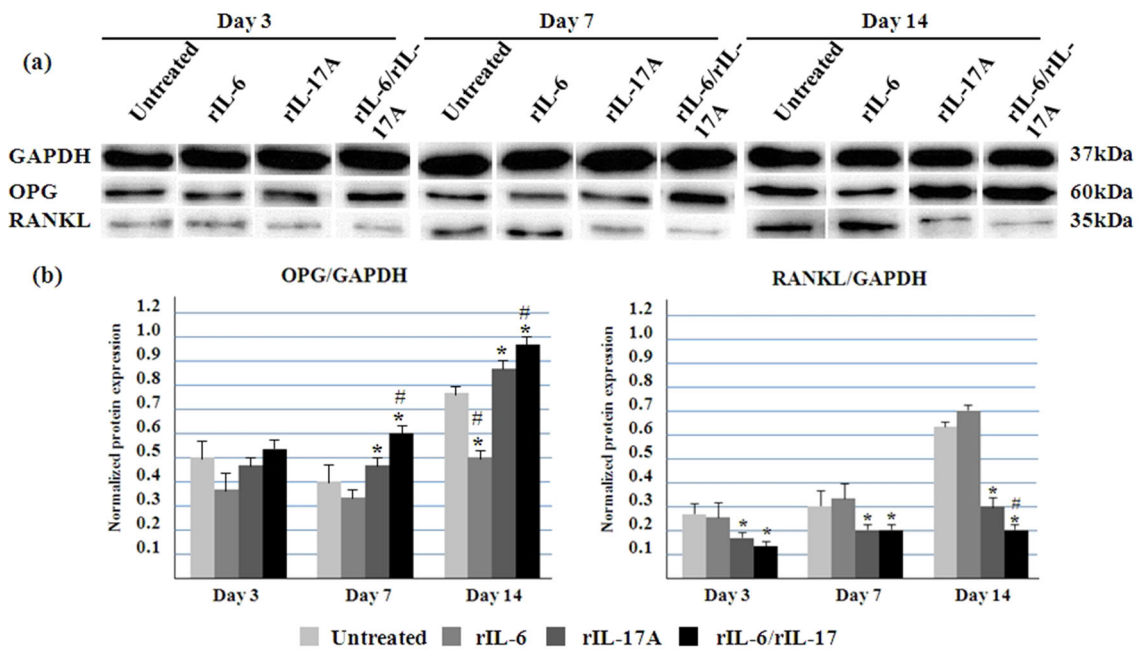 Day 3 Day 7 Day 14
(a)
Untreated rIL-6 rIL-17A rIL-6/rIL-17A Untreated rIL-6 rIL-17A rIL-6/rIL-17A Untreated rIL-6 rIL-17A rIL-6/rIL-17A
GAPDH 37kDa
OPG 60kDa
RANKL 35kDa
(b)
OPG/GAPDH RANKL/GAPDH
Normalized protein expression
1.2
1.0
0.9
0.8
0.7
0.6
0.5
0.4
0.3
0.2
0.1
# * # * * # * *
Day 3 Day 7 Day 14
Normalized protein expression
1.2
1.0
0.9
0.8
0.7
0.6
0.5
0.4
0.3
0.2
0.1
* * * * * # *
Day 3 Day 7 Day 14
Untreated rIL-6 rIL-17A rIL-6/rIL-17